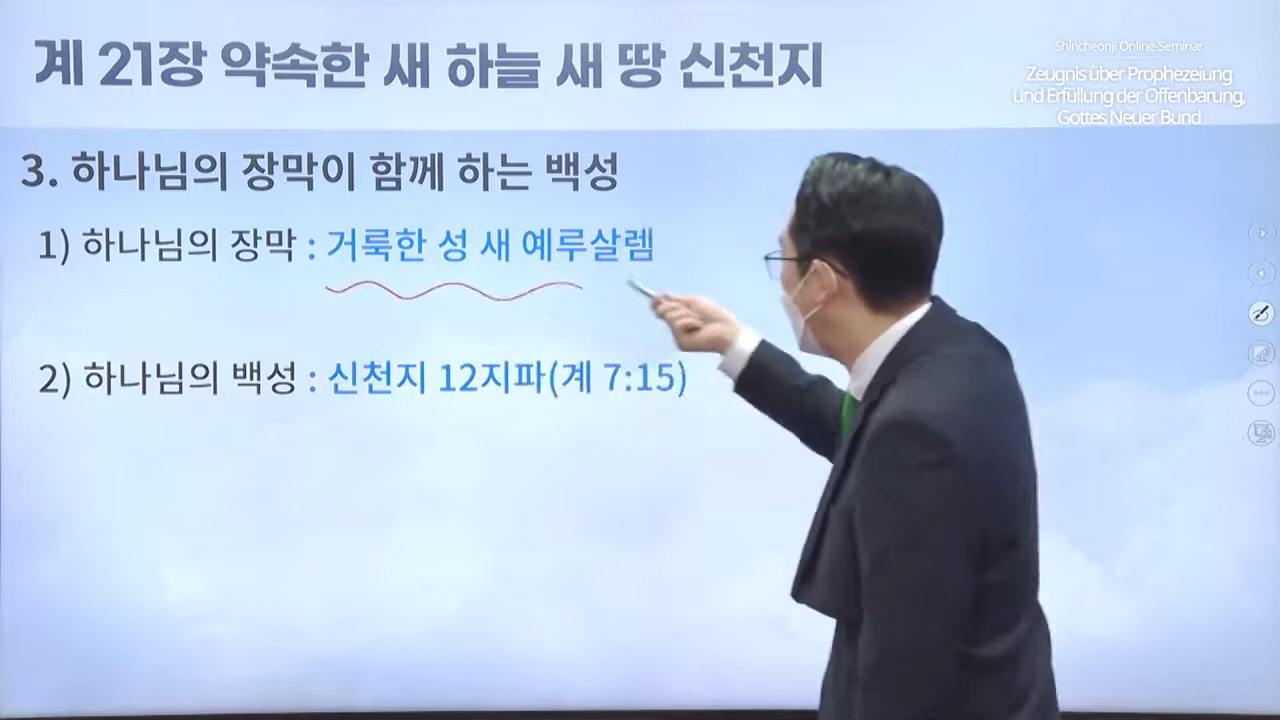 계 21장 약속한 새 하늘 새 땅 신천지
Shincheonji Online-Seminar
Zeugnis über Prophezeiung
und Erfüllung der Offenbarung,
Gottes Neuer Bund
3. 하나님의 장막이 함께 하는 백성
1) 하나님의 장막 : 거룩한 성 새 예루살렘
2) 하나님의 백성 : 신천지 12지파(계 7:15)